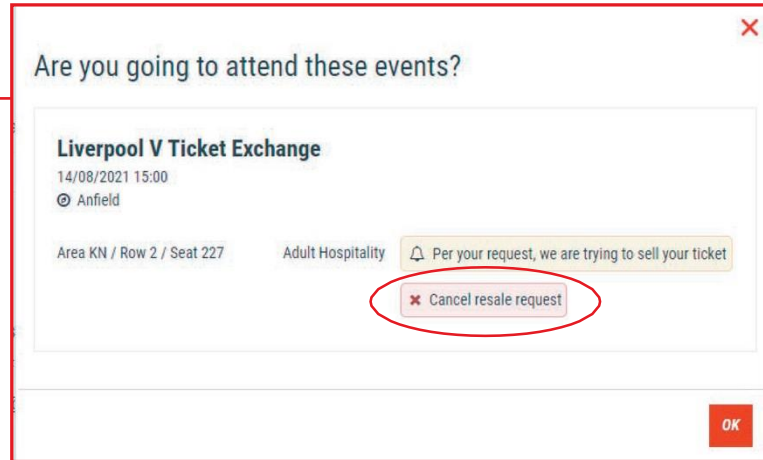 Are you going to attend these events?
Liverpool V Ticket Exchange
14/08/2021 15:00
Anfield
Area KN / Row 2 / Seat 227 Adult Hospitality Per your request, we are trying to sell your ticket
Cancel resale request
OK